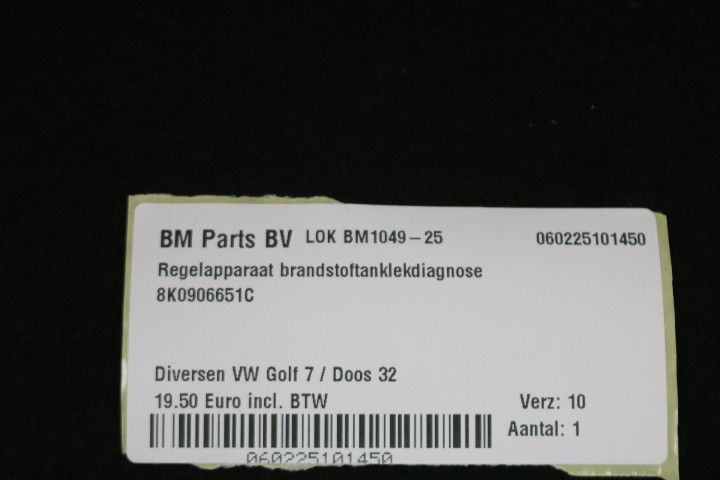 BM Parts BV LOK BM1049-25 060225101450
Regelapparaat brandstoftanklekdiagnose
8K0906651C
Diversen VW Golf 7 / Doos 32
19.50 Euro incl. BTW Verz: 10
Aantal: 1
060225101450